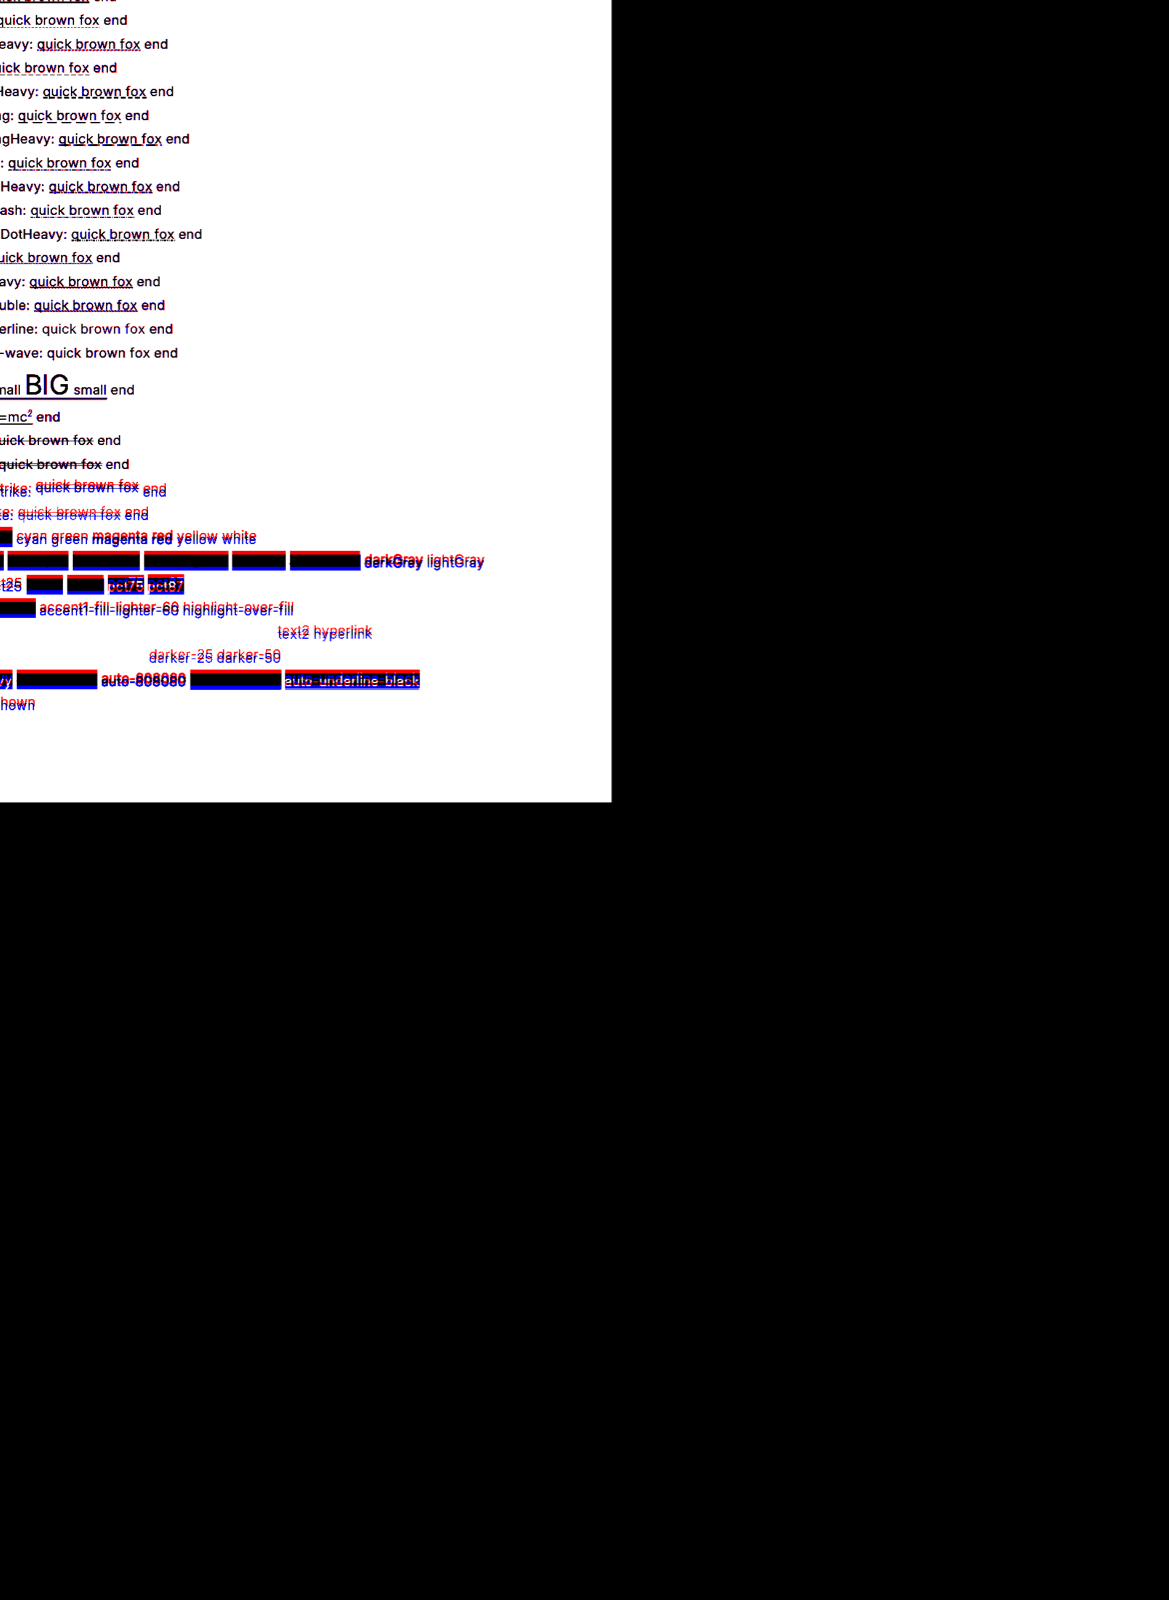 quick brown fox end
eavy: quick brown fox end
ick brown fox end
Heavy: quick brown fox end
ng: quick brown fox end
ngHeavy: quick brown fox end
: quick brown fox end
Heavy: quick brown fox end
ash: quick brown fox end
DotHeavy: quick brown fox end
uick brown fox end
avy: quick brown fox end
uble: quick brown fox end
erline: quick brown fox end
-wave: quick brown fox end
mall BIG small end
=mc² end
uick brown fox end
quick brown fox end
trike: quick brown fox end
e: quick brown fox end
cyan green magenta red yellow white
darkGray lightGray
t25 pct75 pct87
accent1-fill-lighter-60 highlight-over-fill
text2 hyperlink
darker-25 darker-50
vy auto-808080 auto-underline-black
hown